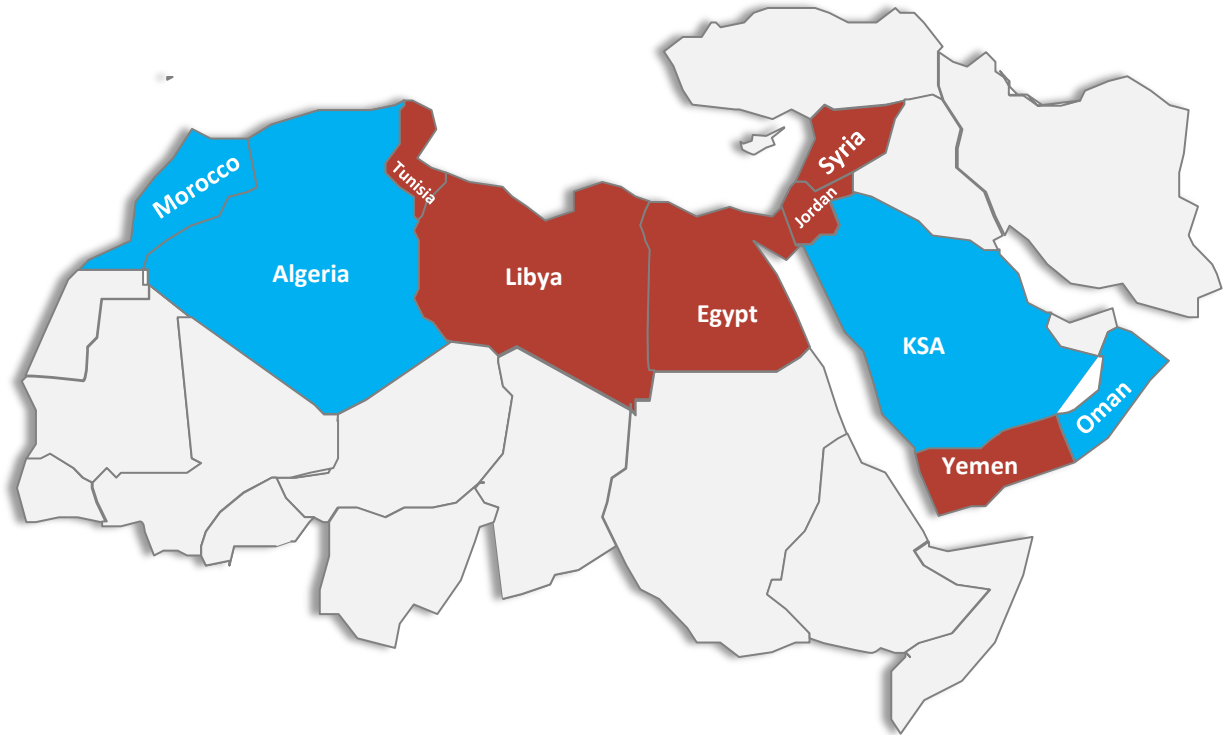 Syria
Morocco
Tunisia
Jordan
Algeria
Libya
Egypt
KSA
Oman
Yemen